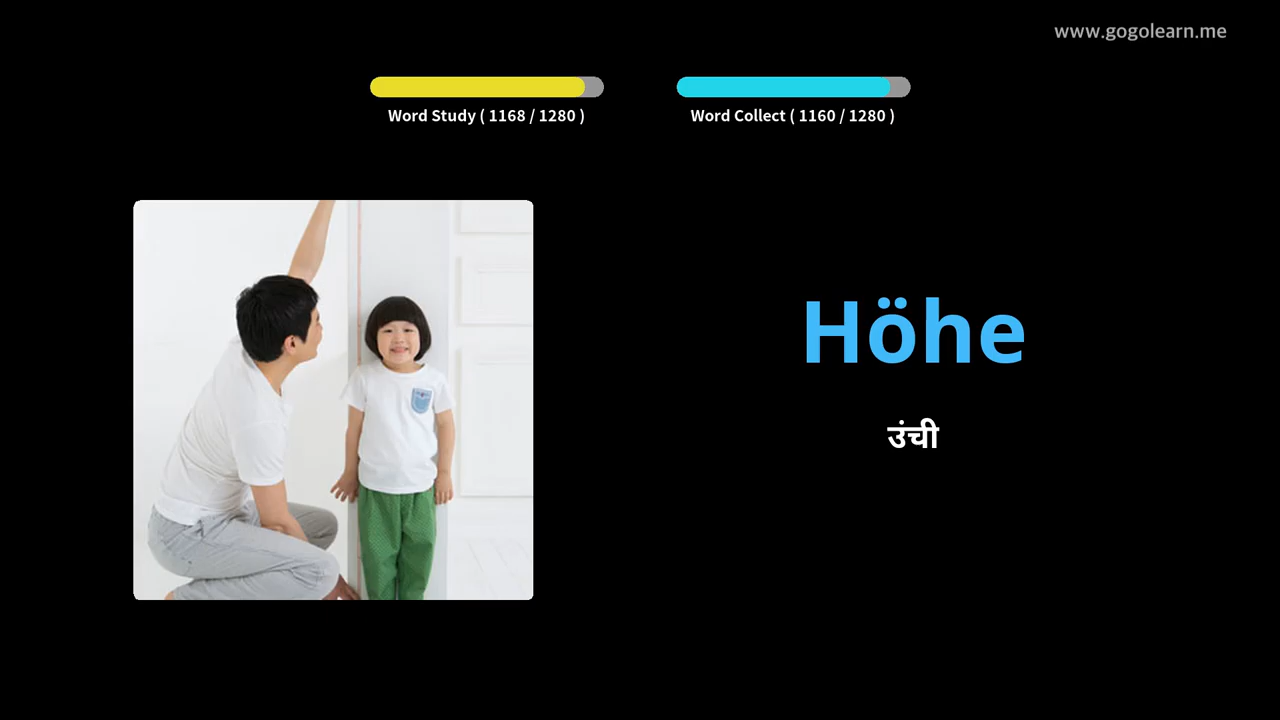 www.gogolearn.me
Word Study ( 1168 / 1280 )
Word Collect ( 1160 / 1280 )
Höhe
उंची